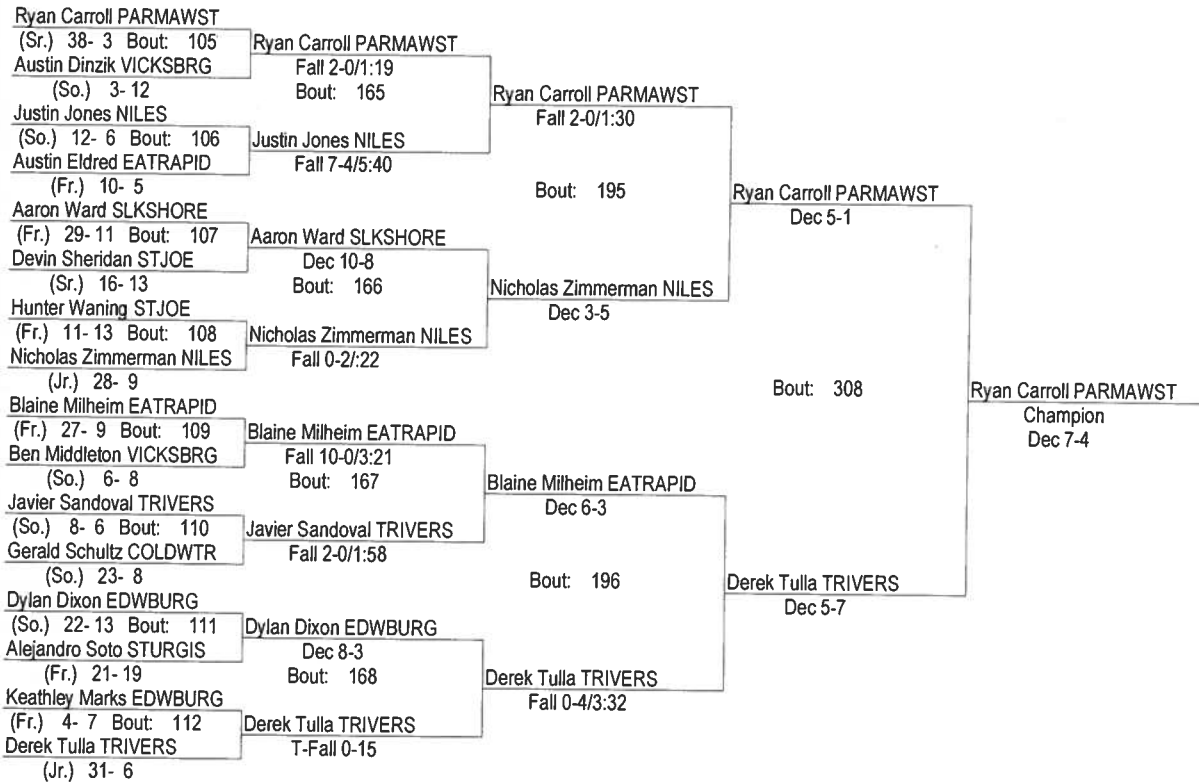 Ryan Carroll PARMAWST
(Sr.) 38- 3 Bout: 105
Austin Dinzik VICKSBRG
(So.) 3- 12
Justin Jones NILES
(So.) 12- 6 Bout: 106
Austin Eldred EATRAPID
(Fr.) 10- 5
Aaron Ward SLKSHORE
(Fr.) 29- 11 Bout: 107
Devin Sheridan STJOE
(Sr.) 16- 13
Hunter Waning STJOE
(Fr.) 11- 13 Bout: 108
Nicholas Zimmerman NILES
(Jr.) 28- 9
Blaine Milheim EATRAPID
(Fr.) 27- 9 Bout: 109
Ben Middleton VICKSBRG
(So.) 6- 8
Javier Sandoval TRIVERS
(So.) 8- 6 Bout: 110
Gerald Schultz COLDWTR
(So.) 23- 8
Dylan Dixon EDWBURG
(So.) 22- 13 Bout: 111
Alejandro Soto STURGIS
(Fr.) 21- 19
Keathley Marks EDWBURG
(Fr.) 4- 7 Bout: 112
Derek Tulla TRIVERS
(Jr.) 31- 6
Ryan Carroll PARMAWST
Fall 2-0/1:19
Bout: 165
Justin Jones NILES
Fall 7-4/5:40
Aaron Ward SLKSHORE
Dec 10-8
Bout: 166
Nicholas Zimmerman NILES
Fall 0-2/:22
Blaine Milheim EATRAPID
Fall 10-0/3:21
Bout: 167
Javier Sandoval TRIVERS
Fall 2-0/1:58
Dylan Dixon EDWBURG
Dec 8-3
Bout: 168
Derek Tulla TRIVERS
T-Fall 0-15
Ryan Carroll PARMAWST
Fall 2-0/1:30
Bout: 195
Nicholas Zimmerman NILES
Dec 3-5
Blaine Milheim EATRAPID
Dec 6-3
Bout: 196
Derek Tulla TRIVERS
Fall 0-4/3:32
Ryan Carroll PARMAWST
Dec 5-1
Bout: 308
Derek Tulla TRIVERS
Dec 5-7
Ryan Carroll PARMAWST
Champion
Dec 7-4